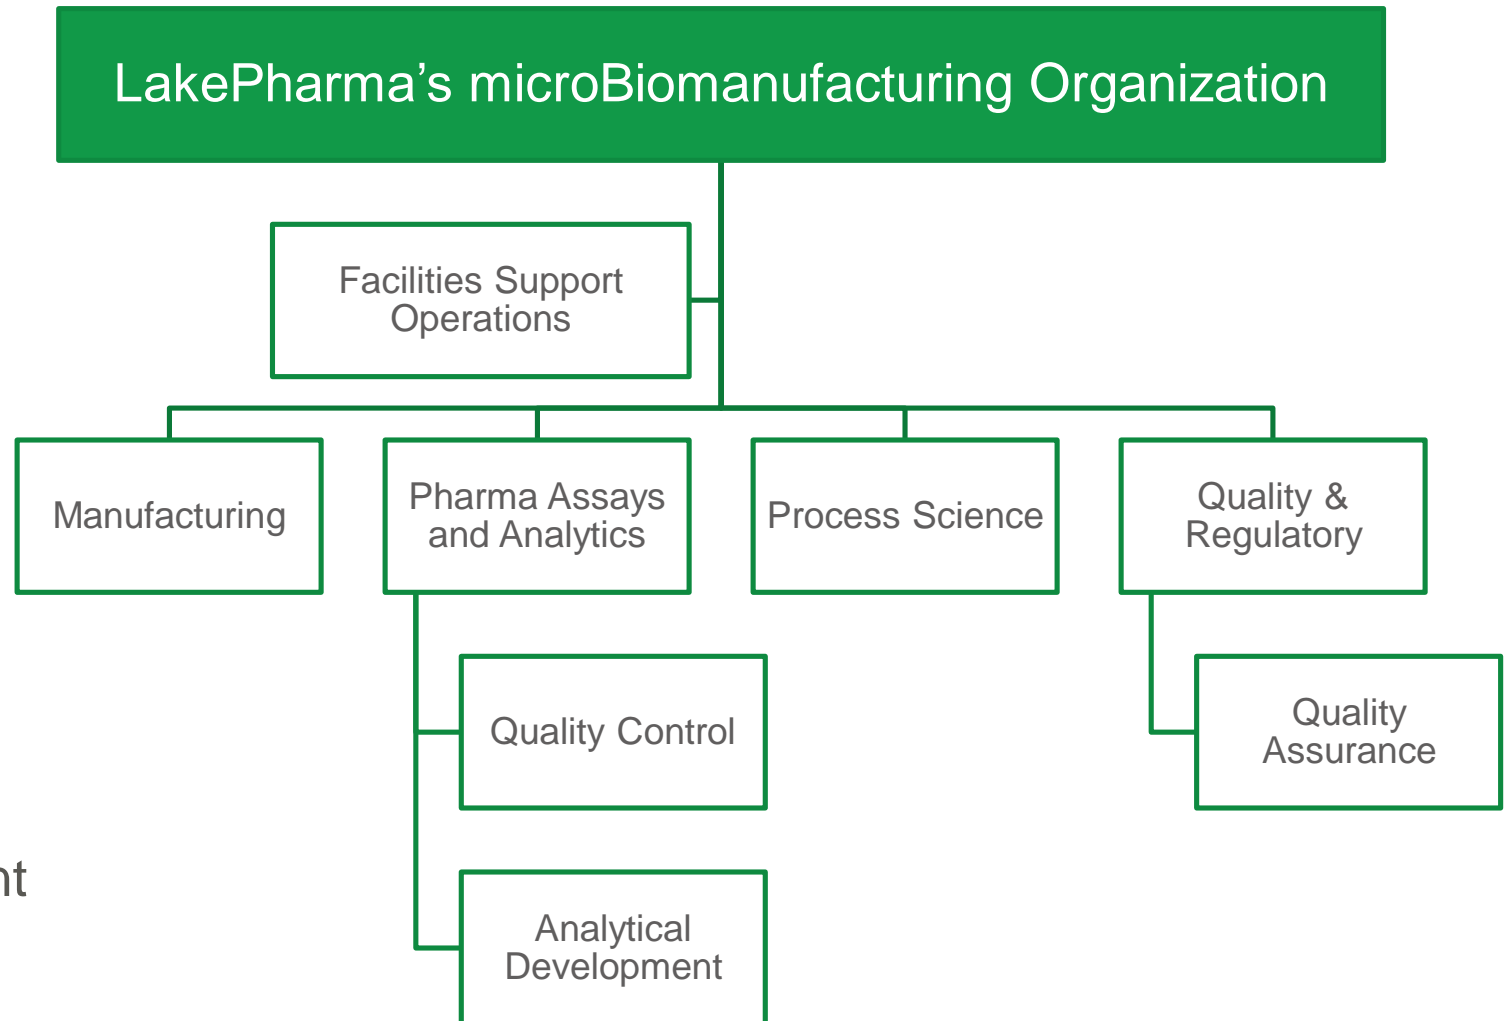 LakePharma’s microBiomanufacturing Organization
Facilities Support
Operations
Manufacturing
Pharma Assays
and Analytics
Process Science
Quality &
Regulatory
Quality Control
Quality
Assurance
nt
Analytical
Development